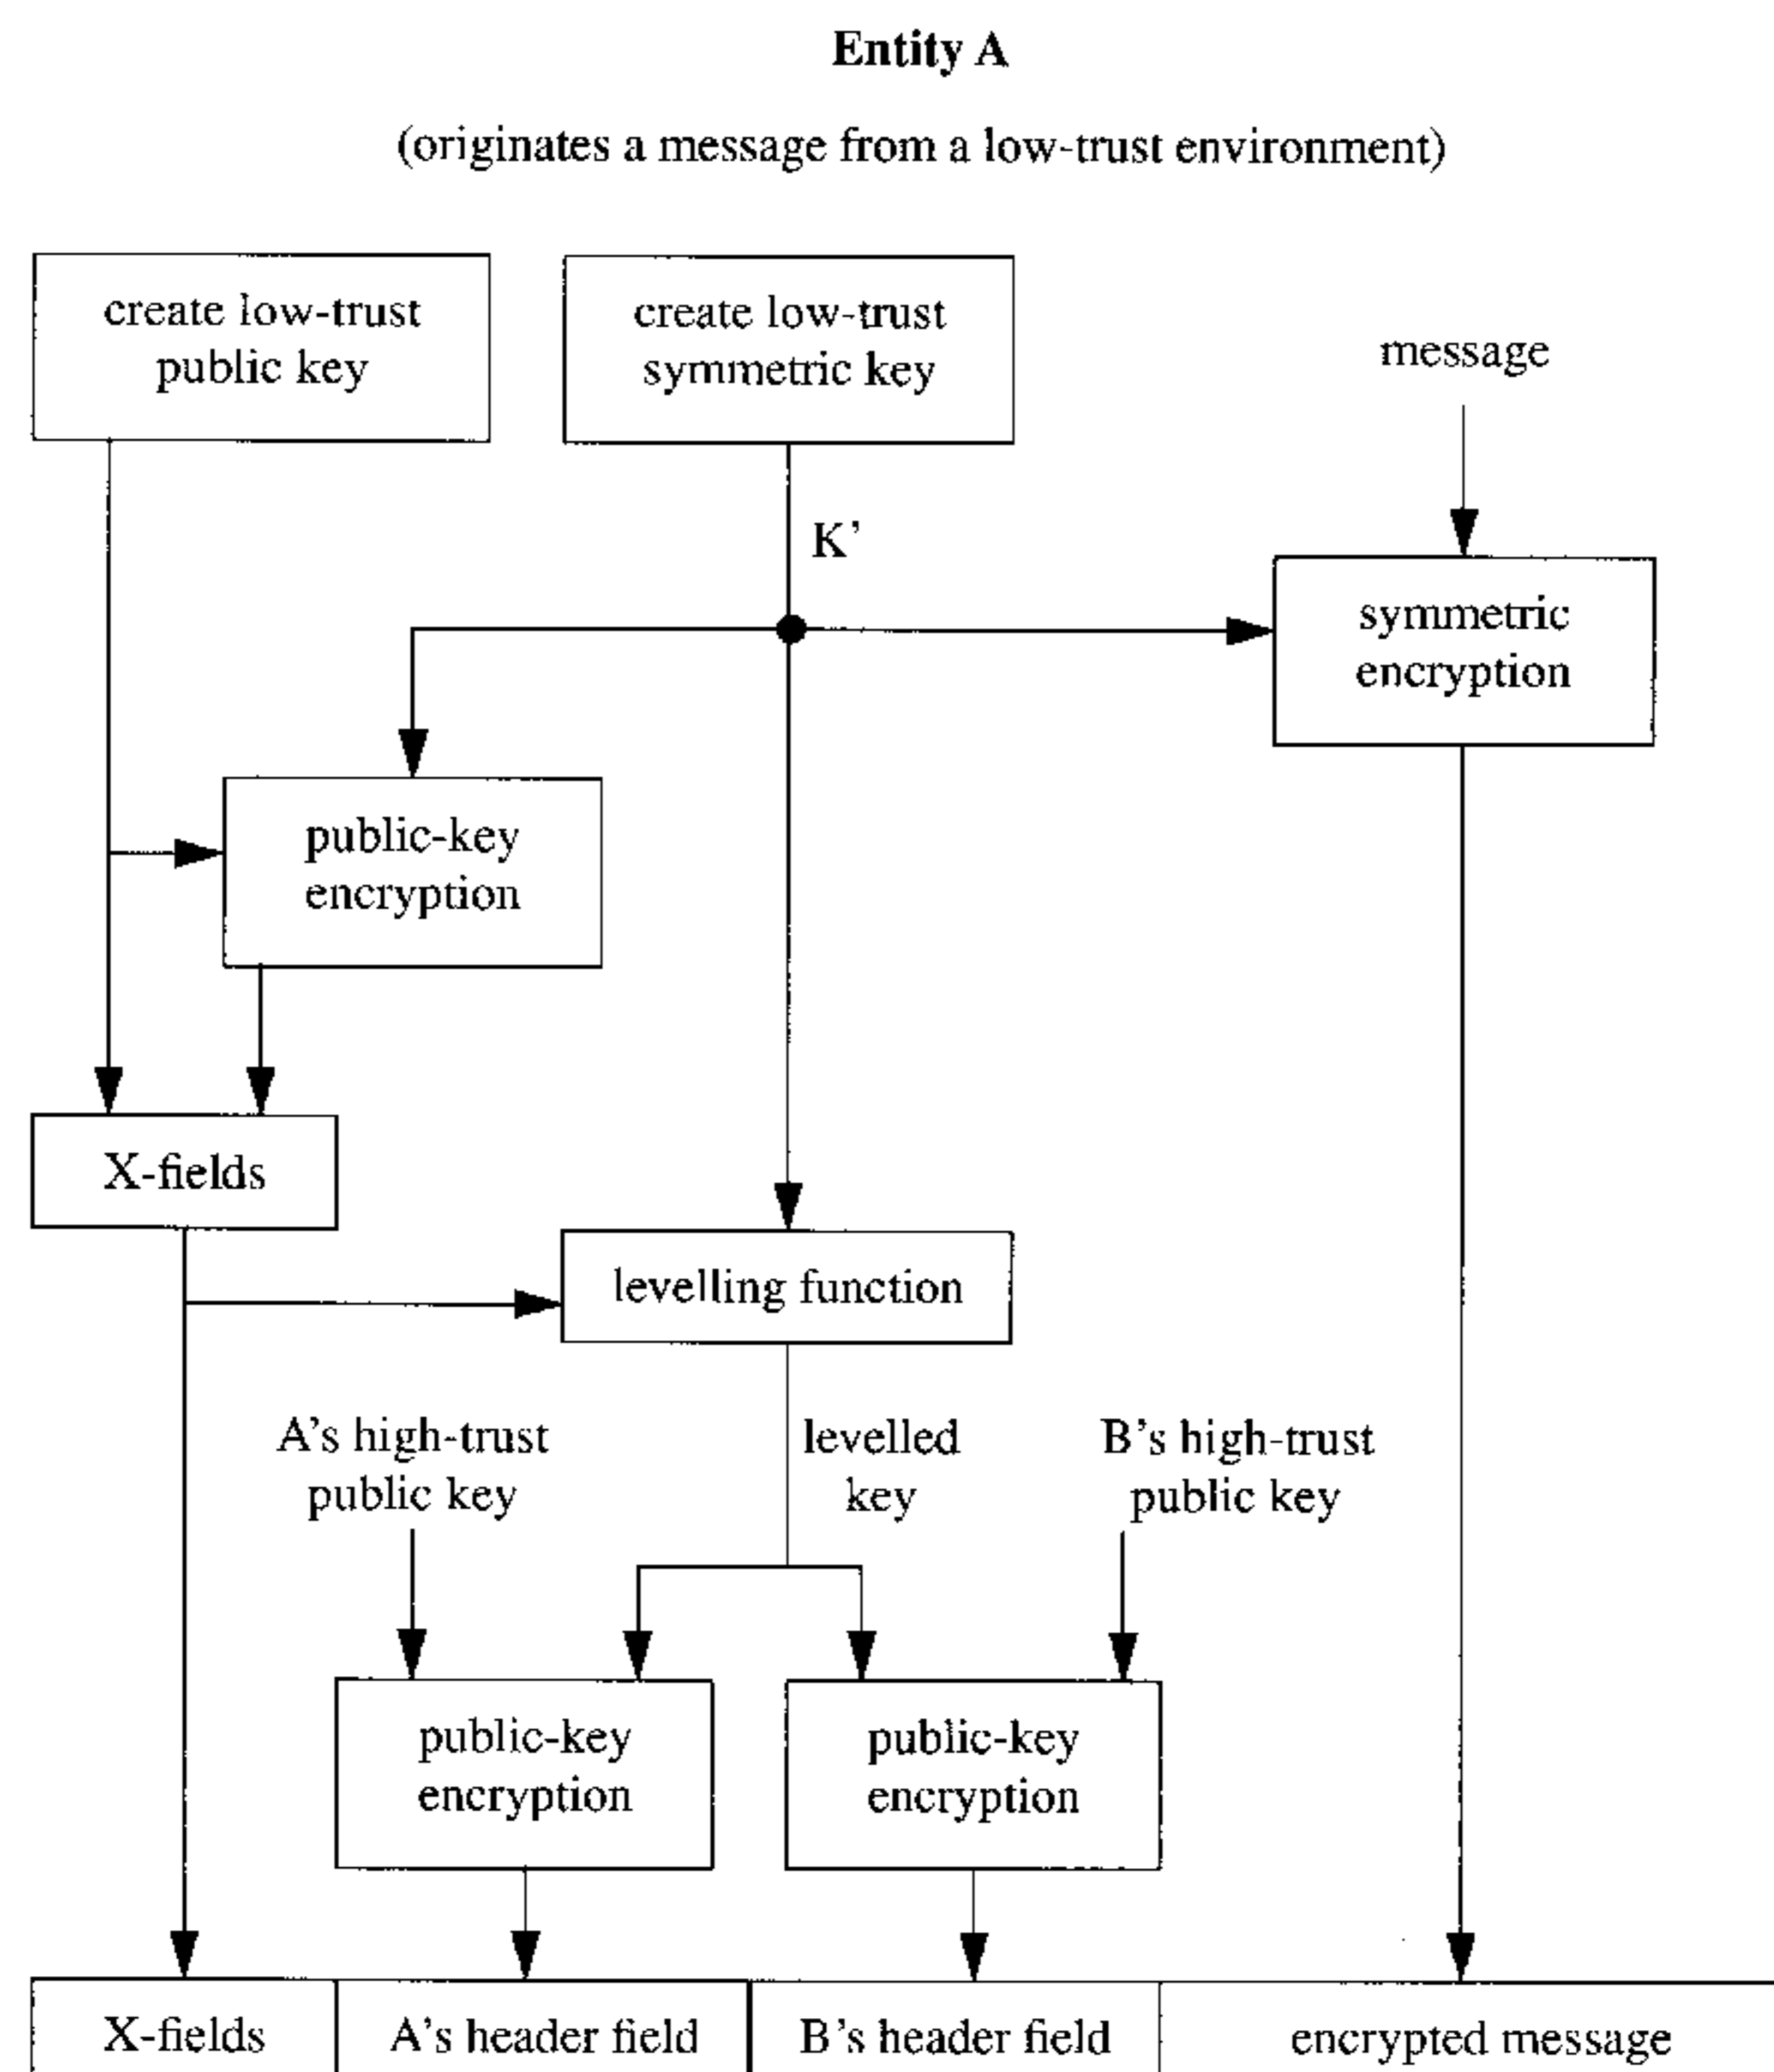 Entity A
(originates a message from a low-trust environment)
create low-trust
public key
create low-trust
symmetric key
message
K’
symmetric
encryption
public-key
encryption
X-fields
levelling function
A’s high-trust
public key
levelled
key
B’s high-trust
public key
public-key
encryption
public-key
encryption
X-fields
A’s header field
B’s header field
encrypted message